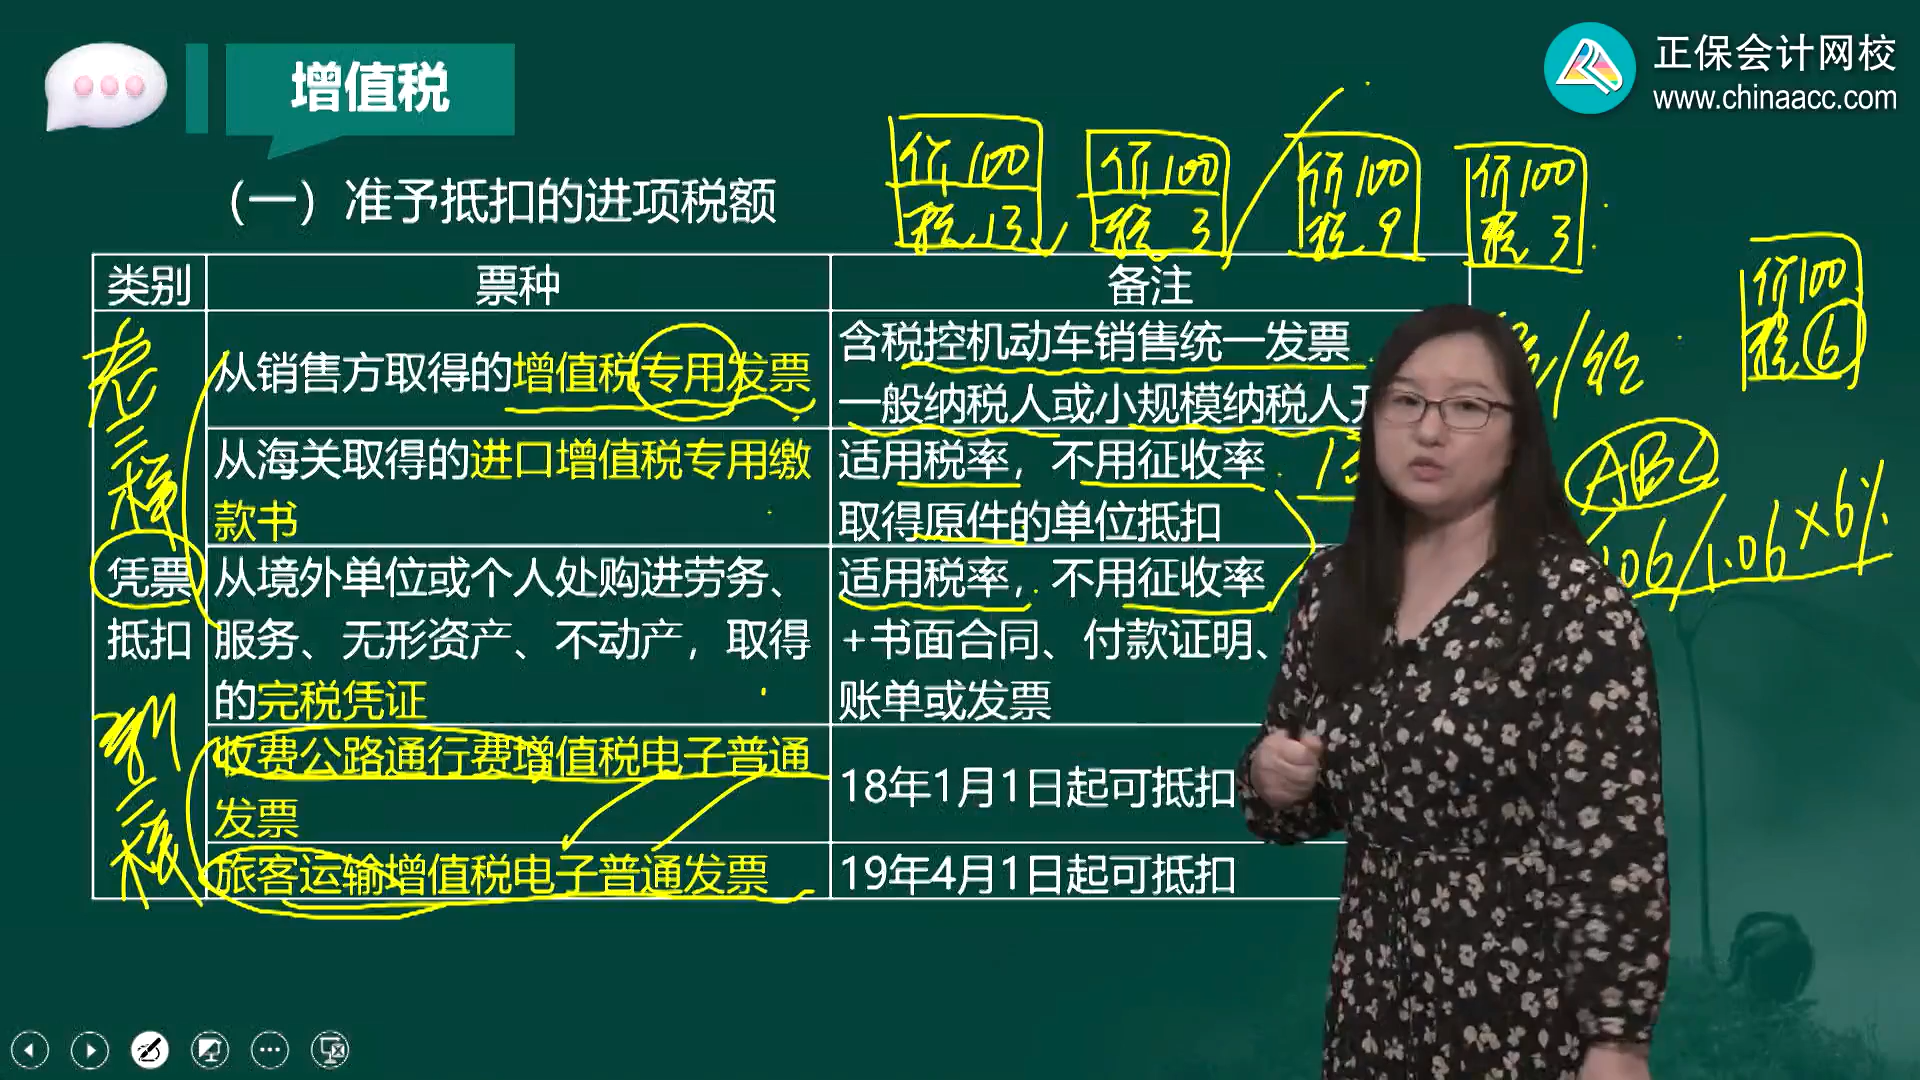 增值税
正保会计网校
www.chinaacc.com
（一）准予抵扣的进项税额
价100
税13
价100
税3
价100
税9
价100
税3
价100
税6
类别
票种
备注
老三样
凭票
抵扣
从销售方取得的增值税专用发票
含税控机动车销售统一发票
一般纳税人或小规模纳税人
从海关取得的进口增值税专用缴
款书
适用税率，不用征收率
取得原件的单位抵扣
从境外单位或个人处购进劳务、
服务、无形资产、不动产，取得
的完税凭证
适用税率，不用征收率
+书面合同、付款证明、
账单或发票
收费公路通行费增值税电子普通
发票
18年1月1日起可抵扣
旅客运输增值税电子普通发票
19年4月1日起可抵扣
ABC
06/1.06×6%